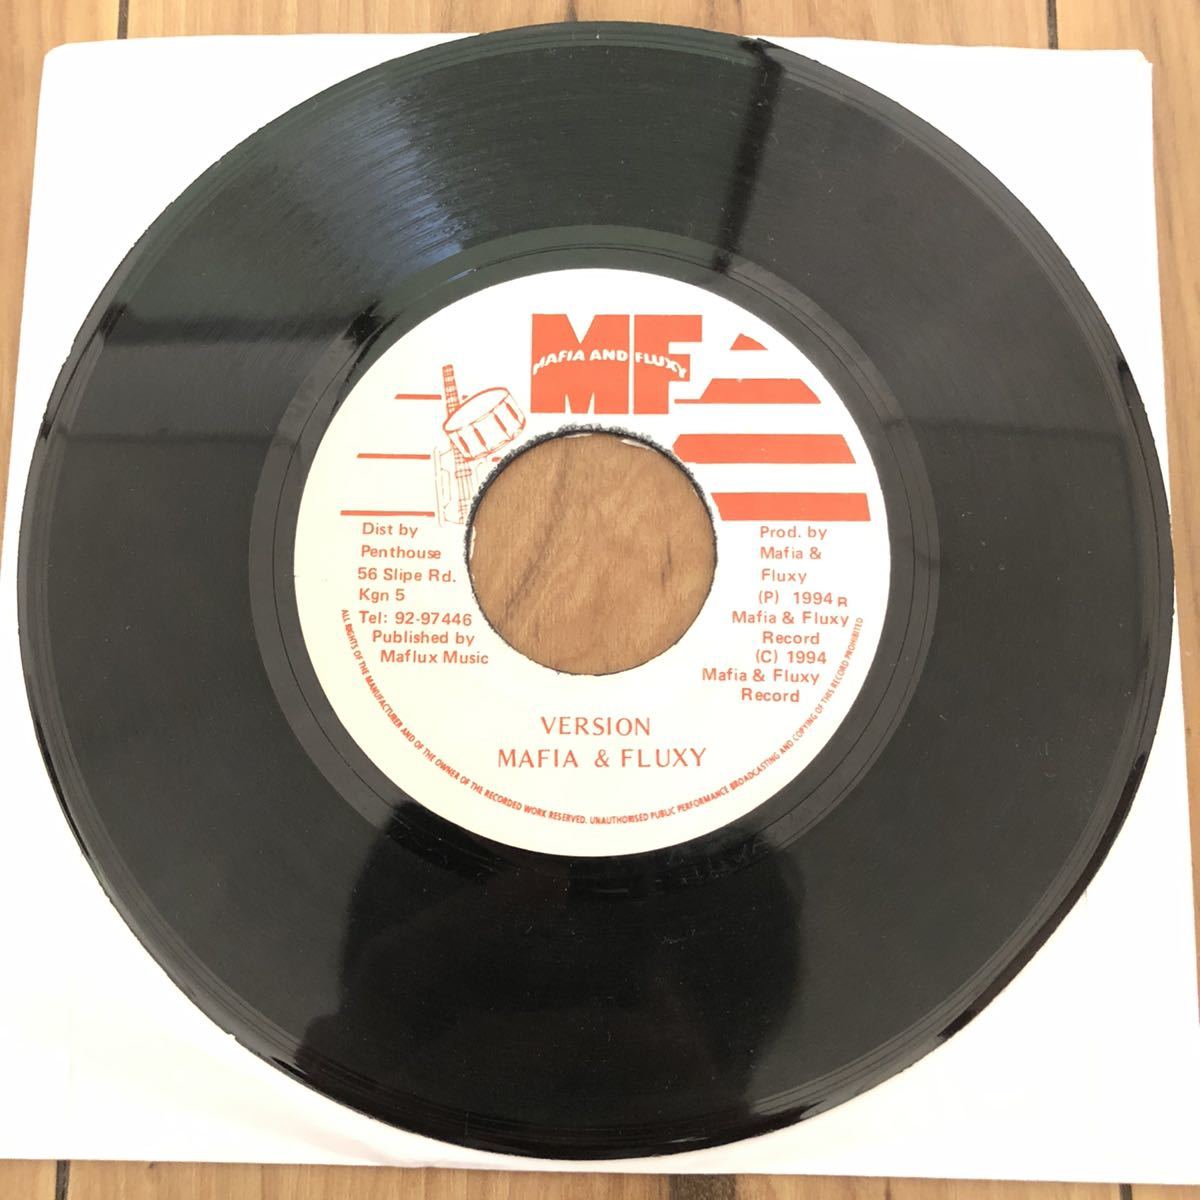 MF
MAFIA AND FLUXY
Dist by
Penthouse
56 Slipe Rd.
Kgn 5
Tel: 92-97446
Published by
Maflux Music
Prod. by
Mafia &
Fluxy
(P) 1994 R
Mafia & Fluxy
Record
(C) 1994
Mafia & Fluxy
Record
VERSION
MAFIA & FLUXY
ALL RIGHTS OF THE MANUFACTURER AND OF THE OWNER OF THE RECORDED WORK RESERVED. UNAUTHORISED PUBLIC PERFORMANCE BROADCASTING AND COPYING OF THIS RECORD PROHIBITED